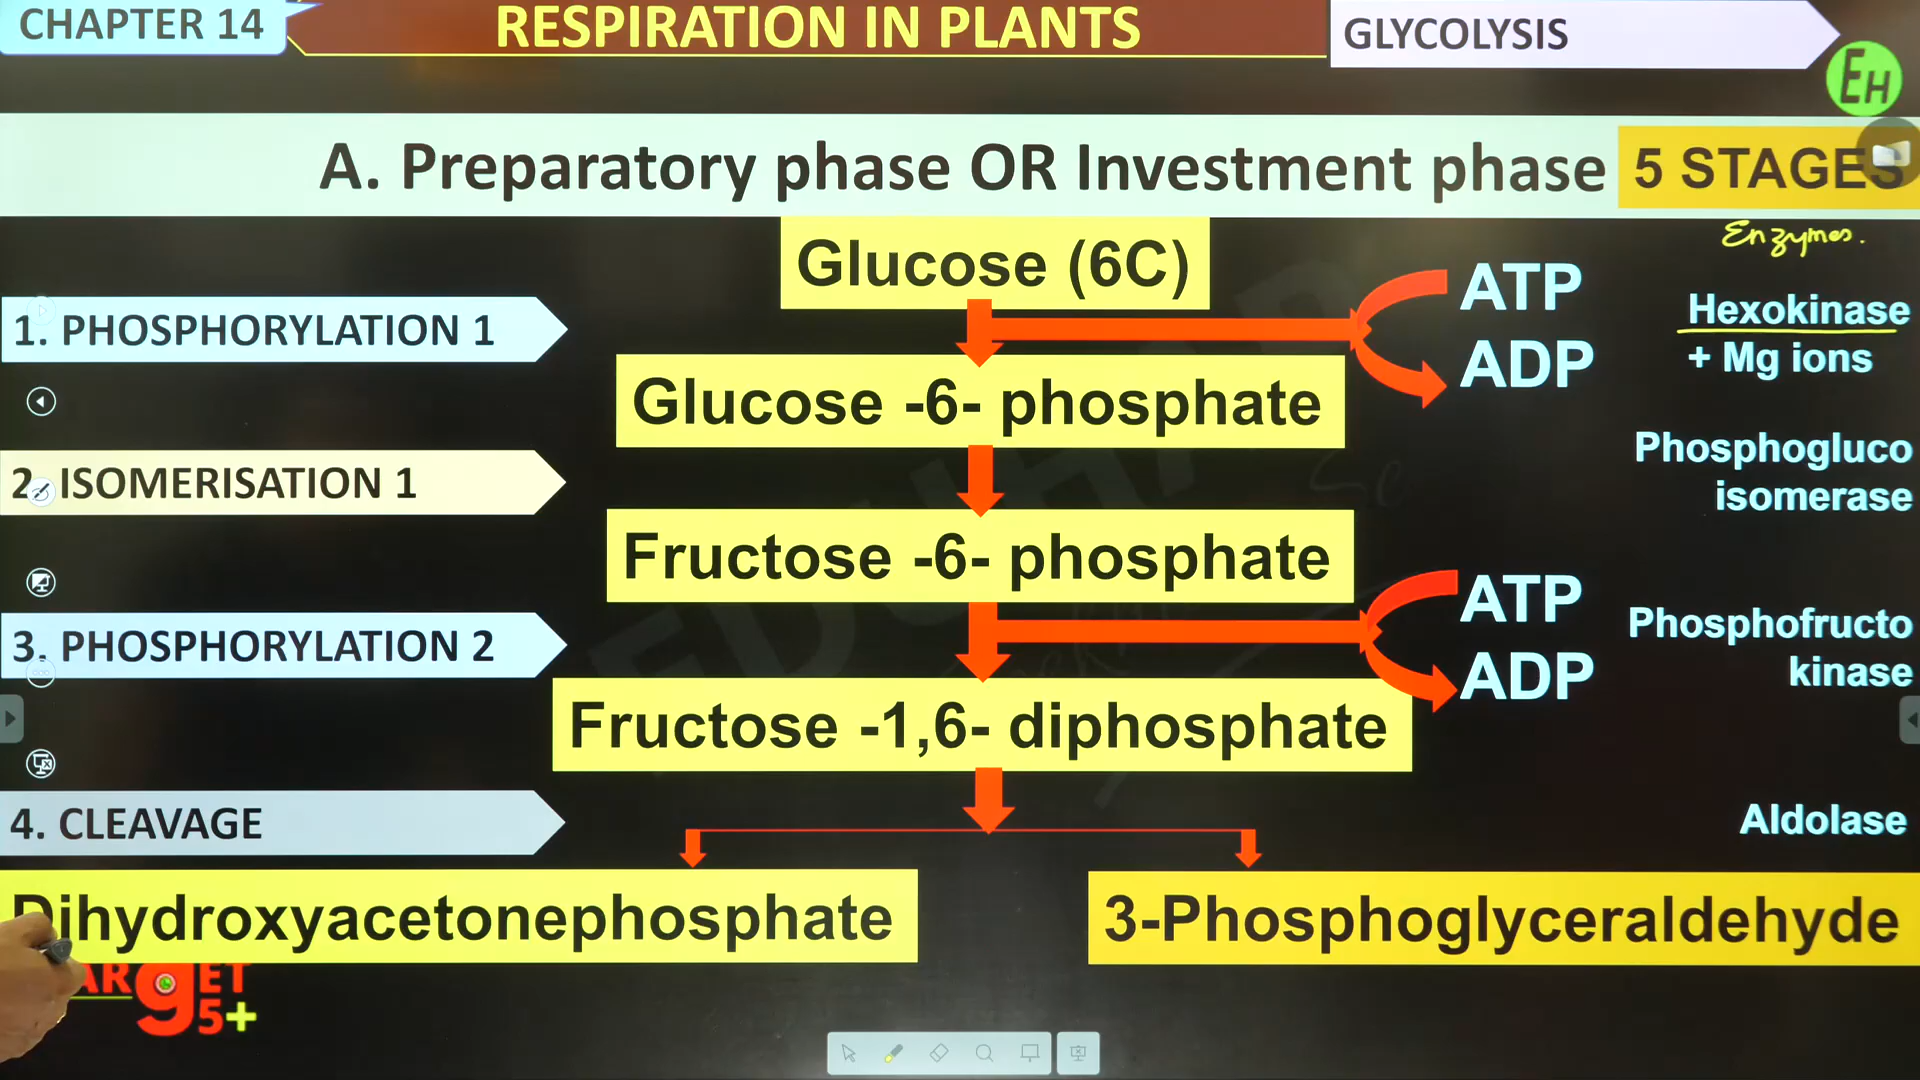 CHAPTER 14
RESPIRATION IN PLANTS
GLYCOLYSIS
EH
A. Preparatory phase OR Investment phase
5 STAGES
Enzymes.
Glucose (6C)
ATP
ADP
Hexokinase
+ Mg ions
1. PHOSPHORYLATION 1
Glucose -6- phosphate
Phosphogluco
isomerase
2. ISOMERISATION 1
Fructose -6- phosphate
ATP
ADP
Phosphofructo
kinase
3. PHOSPHORYLATION 2
Fructose -1,6- diphosphate
4. CLEAVAGE
Aldolase
Dihydroxyacetonephosphate
3-Phosphoglyceraldehyde
ARGET
5+